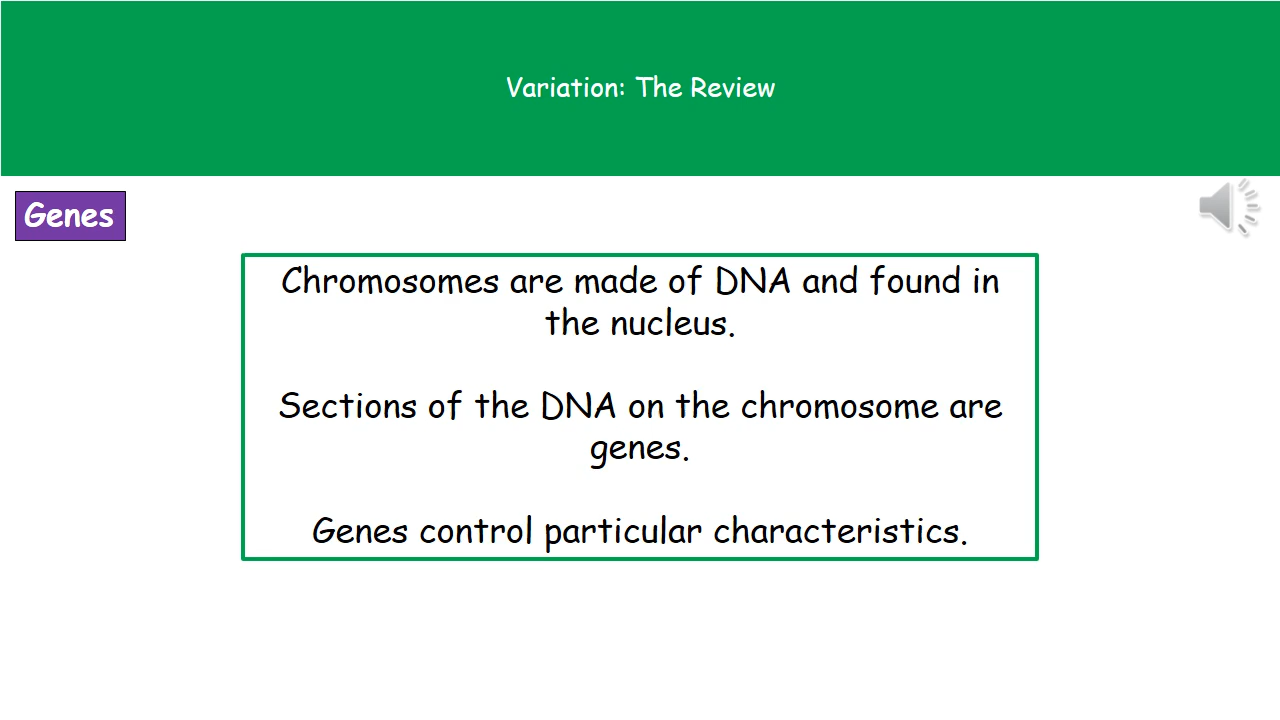 Variation: The Review
Genes
Chromosomes are made of DNA and found in
the nucleus.
Sections of the DNA on the chromosome are
genes.
Genes control particular characteristics.